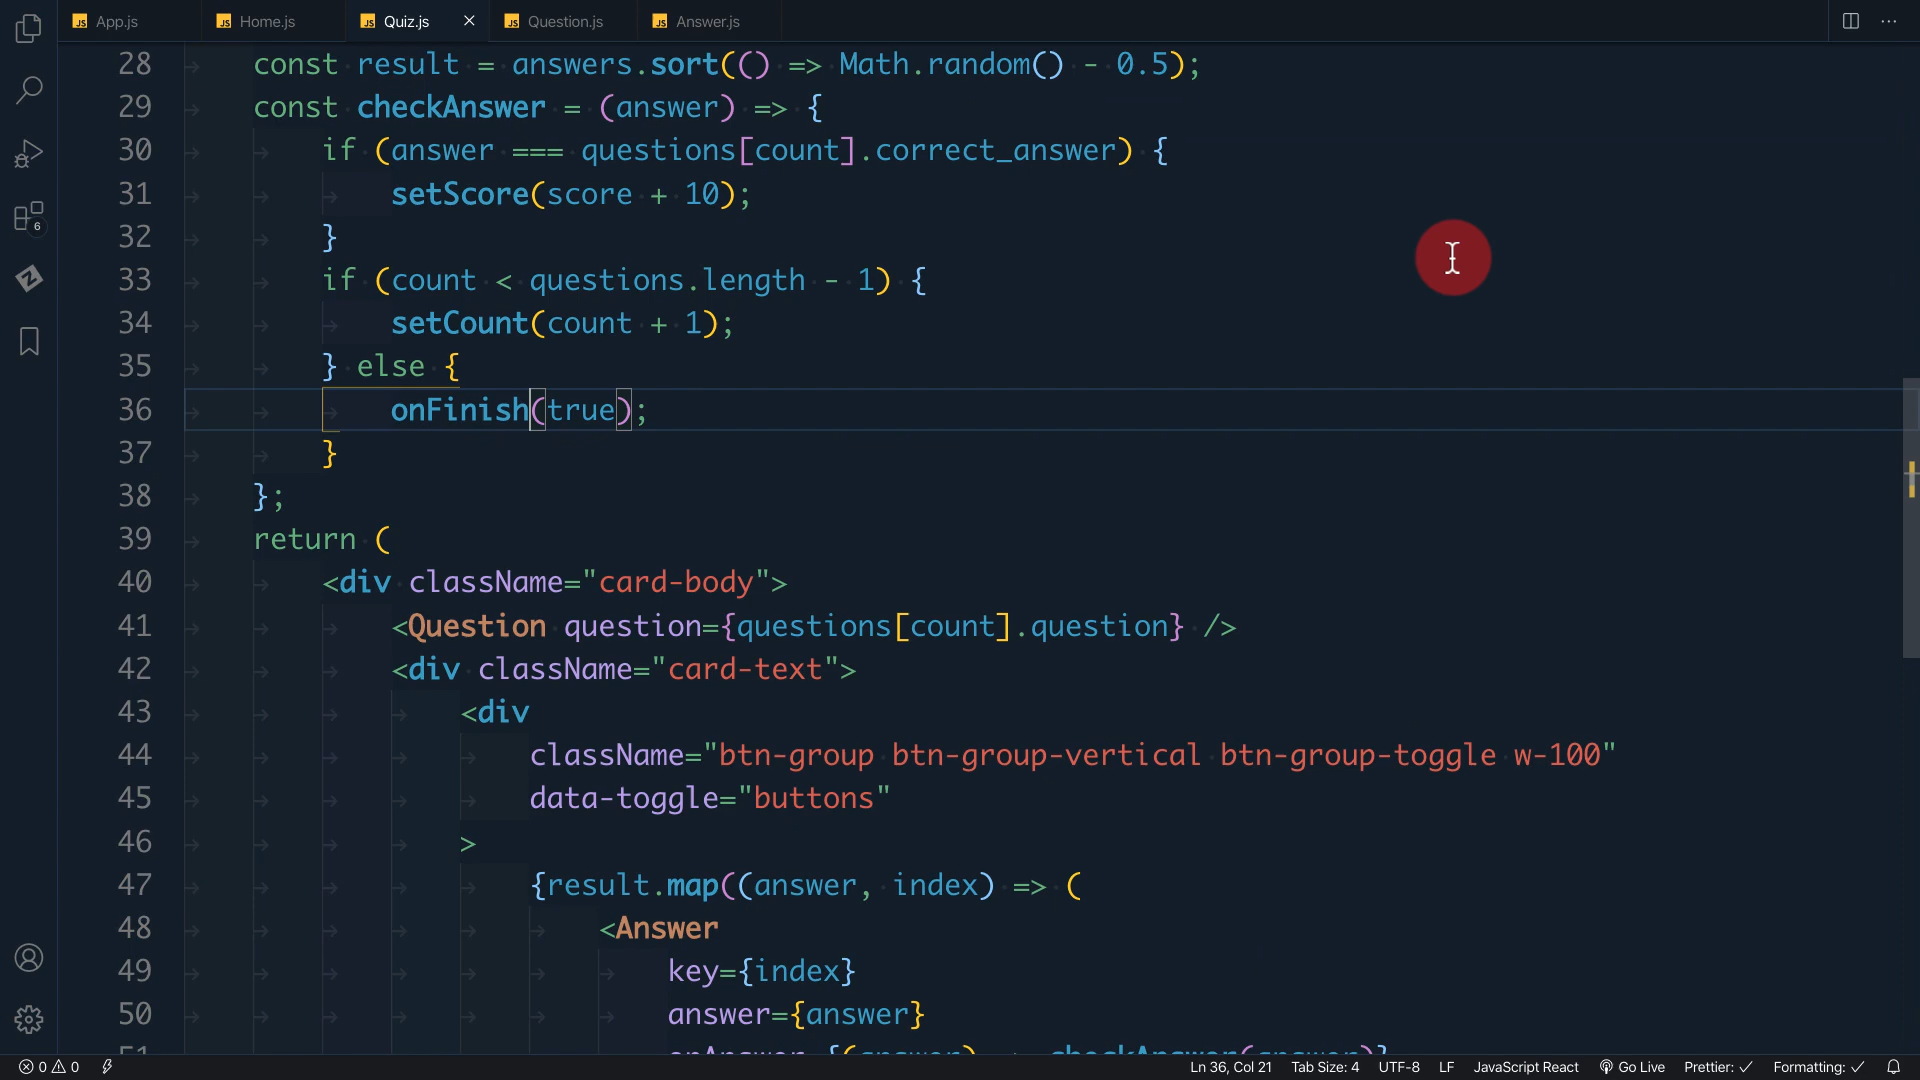 App.js
Home.js
Quiz.js
Question.js
Answer.js
28 const result = answers.sort(() => Math.random() - 0.5);
29 const checkAnswer = (answer) => {
30 if (answer === questions[count].correct_answer) {
31 setScore(score + 10);
32 }
33 if (count < questions.length - 1) {
34 setCount(count + 1);
35 } else {
36 onFinish(true);
37 }
38 };
39 return (
40 <div className="card-body">
41 <Question question={questions[count].question} />
42 <div className="card-text">
43 <div
44 className="btn-group btn-group-vertical btn-group-toggle w-100"
45 data-toggle="buttons"
46 >
47 {result.map((answer, index) => (
48 <Answer
49 key={index}
50 answer={answer}
6
0 0
Ln 36, Col 21
Tab Size: 4
UTF-8
LF
JavaScript React
Go Live
Prettier: ✓
Formatting: ✓